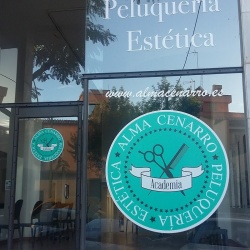 Peluquería
Estética
www.almacenarro.es
ALMA CENARRO
PELUQUERÍA
ESTÉTICA
Academia